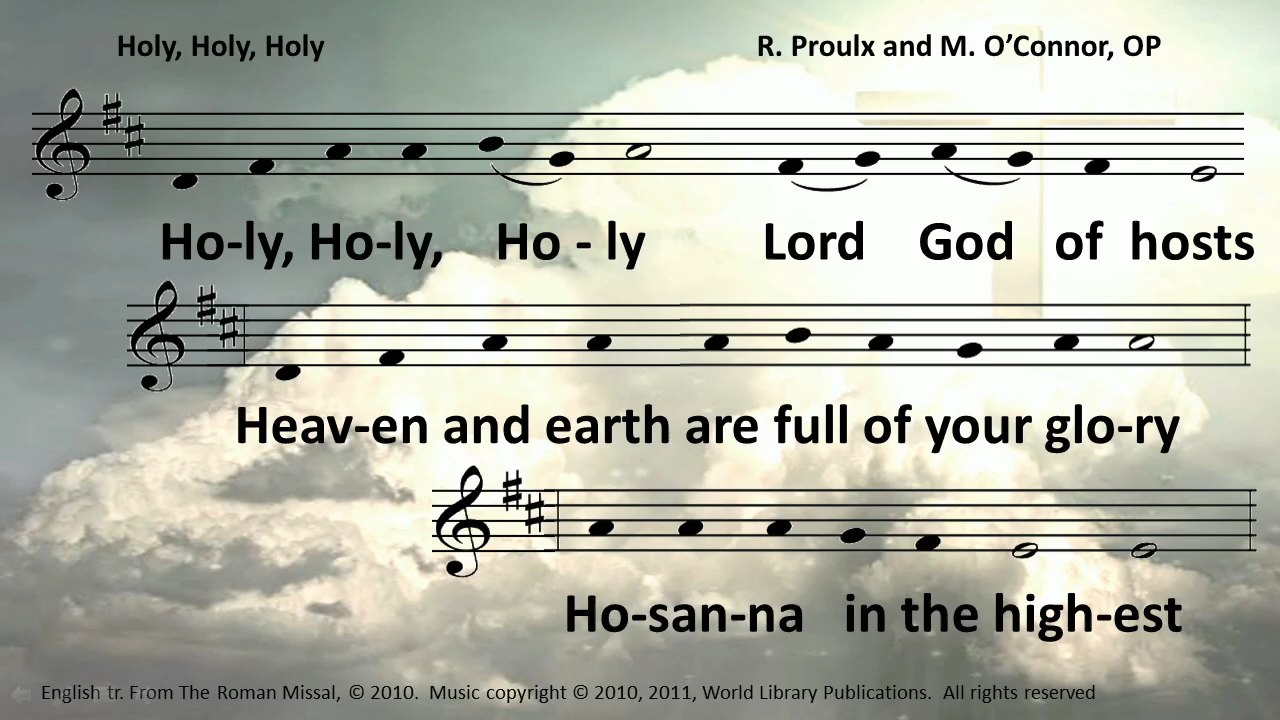 Holy, Holy, Holy R. Proulx and M. O’Connor, OP
Ho-ly, Ho-ly, Ho - ly Lord God of hosts
Heav-en and earth are full of your glo-ry
Ho-san-na in the high-est
English tr. From The Roman Missal, © 2010. Music copyright © 2010, 2011, World Library Publications. All rights reserved